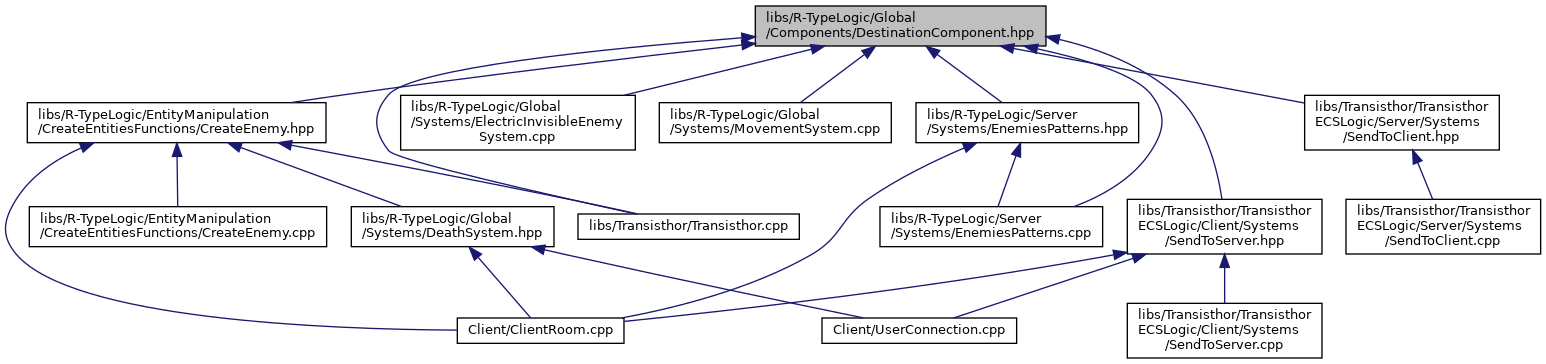 libs/R-TypeLogic/Global
/Components/DestinationComponent.hpp
libs/R-TypeLogic/EntityManipulation
/CreateEntitiesFunctions/CreateEnemy.hpp
libs/R-TypeLogic/Global
/Systems/ElectricInvisibleEnemy
System.cpp
libs/R-TypeLogic/Global
/Systems/MovementSystem.cpp
libs/R-TypeLogic/Server
/Systems/EnemiesPatterns.hpp
libs/Transisthor/Transisthor
ECSLogic/Server/Systems
/SendToClient.hpp
libs/R-TypeLogic/EntityManipulation
/CreateEntitiesFunctions/CreateEnemy.cpp
libs/R-TypeLogic/Global
/Systems/DeathSystem.hpp
libs/Transisthor/Transisthor.cpp
libs/R-TypeLogic/Server
/Systems/EnemiesPatterns.cpp
libs/Transisthor/Transisthor
ECSLogic/Client/Systems
/SendToServer.hpp
libs/Transisthor/Transisthor
ECSLogic/Server/Systems
/SendToClient.cpp
Client/ClientRoom.cpp
Client/UserConnection.cpp
libs/Transisthor/Transisthor
ECSLogic/Client/Systems
/SendToServer.cpp